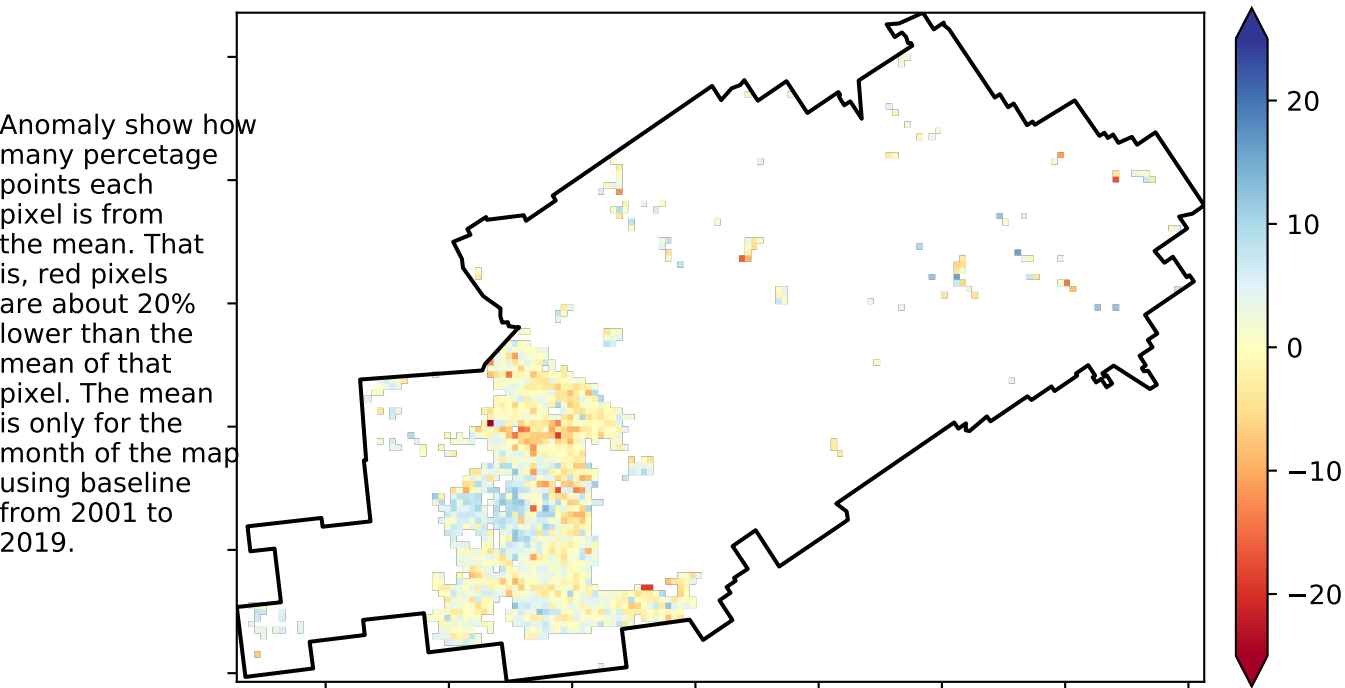 Anomaly show how
many percetage
points each
pixel is from
the mean. That
is, red pixels
are about 20%
lower than the
mean of that
pixel. The mean
is only for the
month of the map
using baseline
from 2001 to
2019.
20
10
0
−10
−20